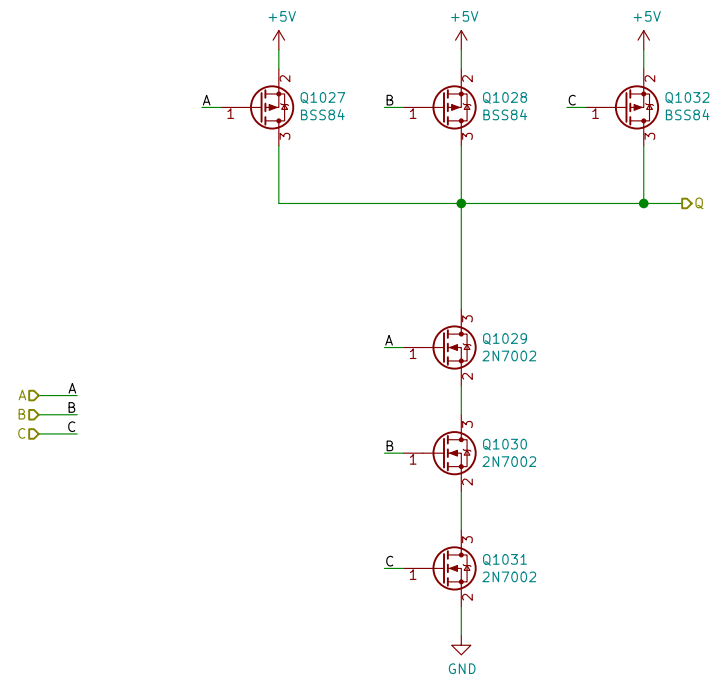 +5V +5V +5V
2 2 2
A Q1027 B Q1028 C Q1032
1 BSS84 1 BSS84 1 BSS84
3 3 3
Q
3
A Q1029
1 2N7002
2
A A
B B
C C
3
B Q1030
1 2N7002
2
3
C Q1031
1 2N7002
2
GND